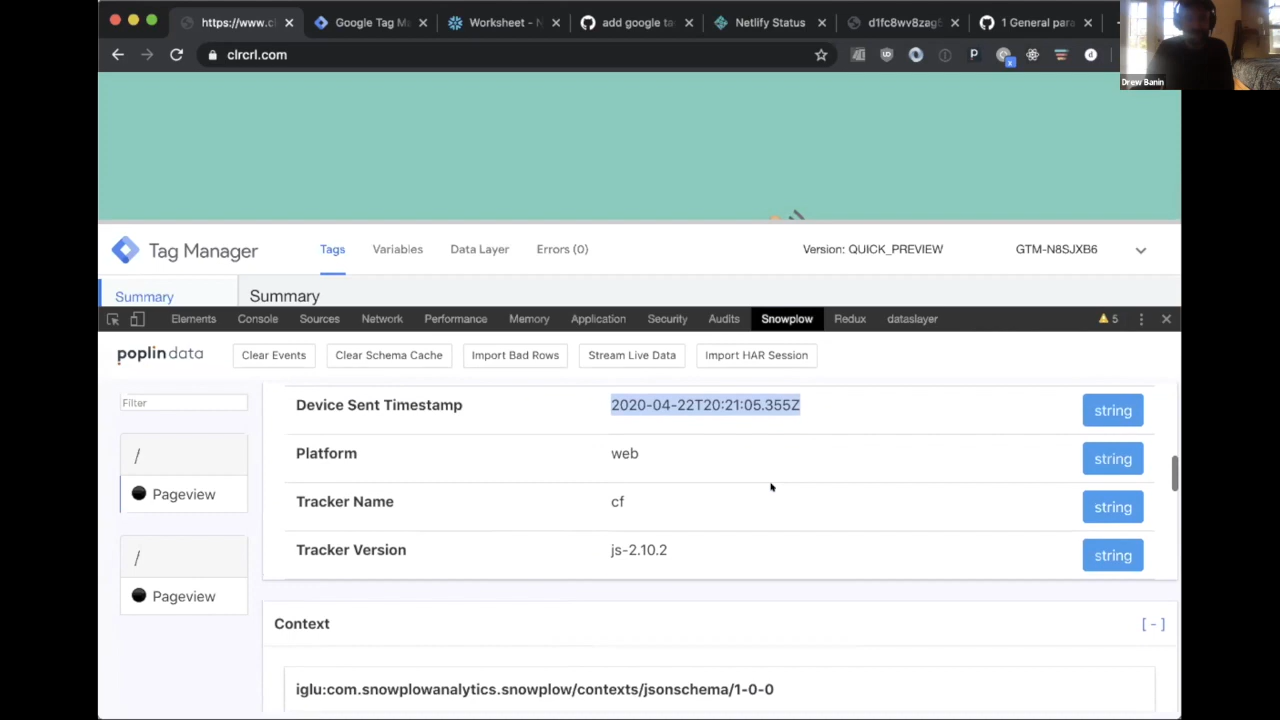 https://www.cl
Google Tag Ma
Worksheet - N
add google ta
Netlify Status
d1fc8wv8zag5
1 General para
clrcrl.com
Drew Banin
Tag Manager
Tags
Variables
Data Layer
Errors (0)
Version: QUICK_PREVIEW
GTM-N8SJXB6
Summary
Summary
Elements
Console
Sources
Network
Performance
Memory
Application
Security
Audits
Snowplow
Redux
dataslayer
5
poplin data
Clear Events
Clear Schema Cache
Import Bad Rows
Stream Live Data
Import HAR Session
Filter
/
Pageview
/
Pageview
Device Sent Timestamp
2020-04-22T20:21:05.355Z
string
Platform
web
string
Tracker Name
cf
string
Tracker Version
js-2.10.2
string
Context
[ - ]
iglu:com.snowplowanalytics.snowplow/contexts/jsonschema/1-0-0